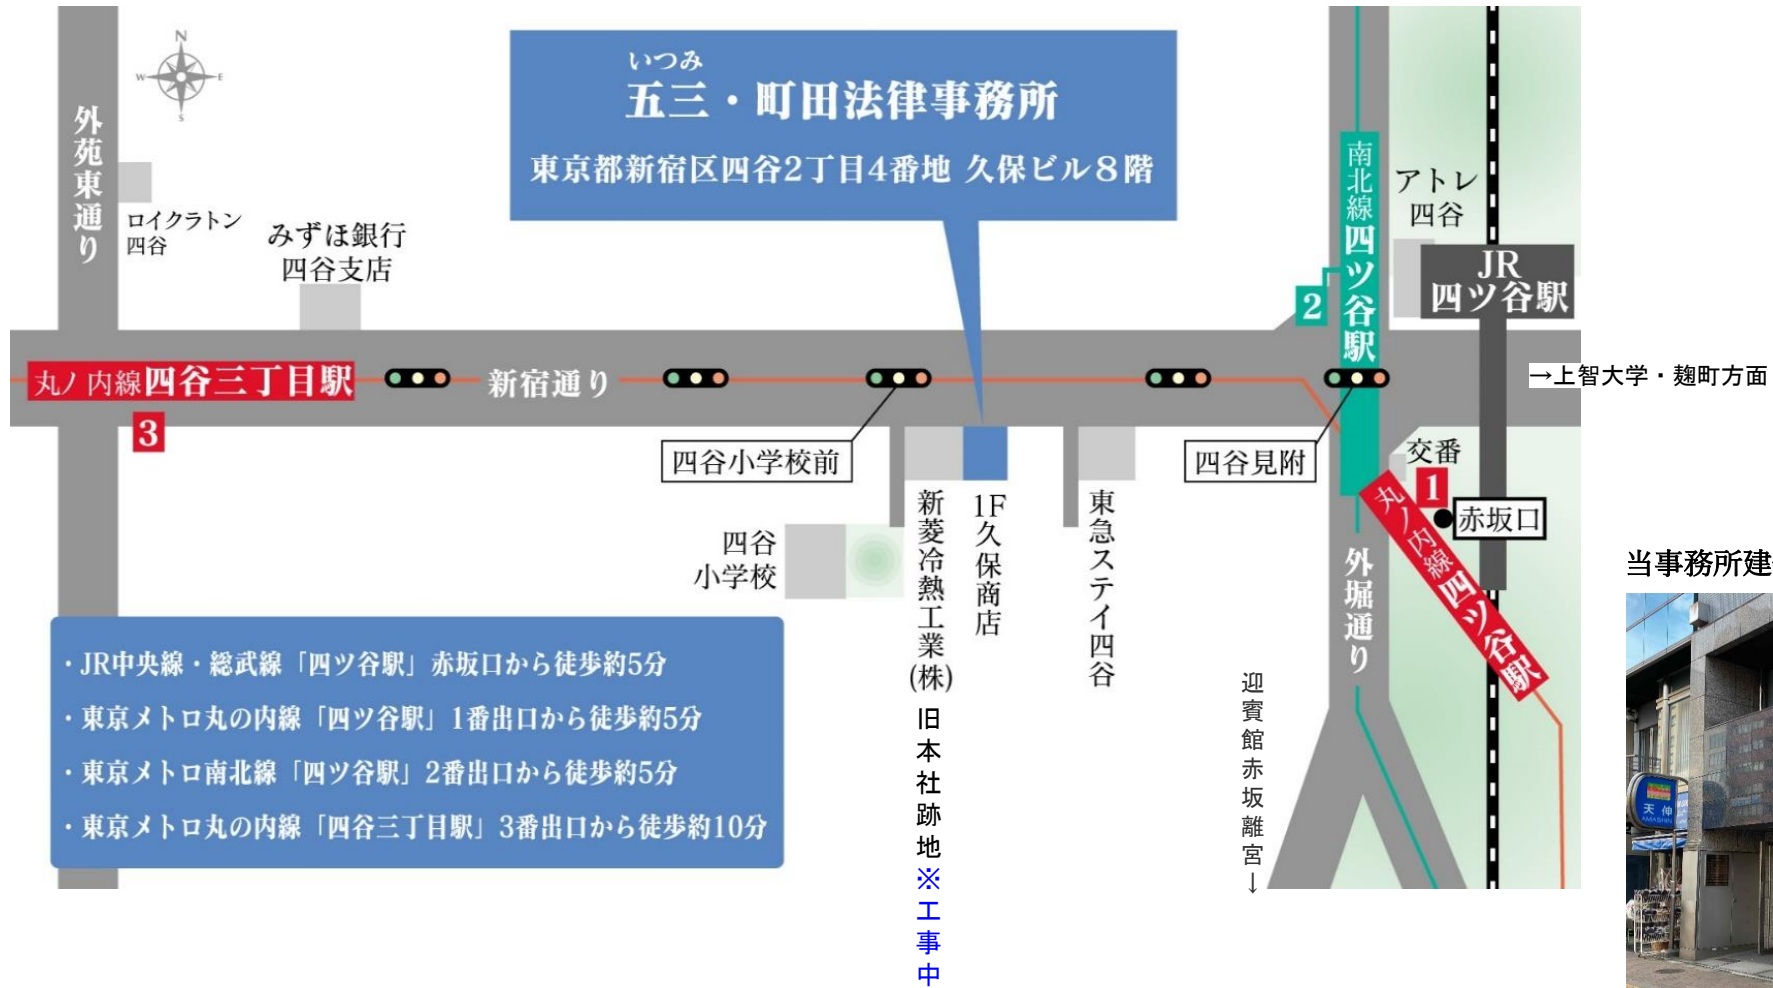 N
W
E
S
外苑東通り
ロイクラトン
四谷
みずほ銀行
四谷支店
いつみ
五三・町田法律事務所
東京都新宿区四谷2丁目4番地 久保ビル8階
南北線四ツ谷駅
2
アトレ
四谷
JR
四ツ谷駅
丸ノ内線四谷三丁目駅
3
新宿通り
→上智大学・麹町方面
四谷小学校前
四谷見附
交番
1
赤坂口
丸ノ内線四ツ谷駅
四谷
小学校
新菱冷熱工業(株)旧本社跡地※工事中
1F久保商店
東急ステイ四谷
外堀通り
迎賓館赤坂離宮↓
・JR中央線・総武線「四ツ谷駅」赤坂口から徒歩約5分
・東京メトロ丸の内線「四ツ谷駅」1番出口から徒歩約5分
・東京メトロ南北線「四ツ谷駅」2番出口から徒歩約5分
・東京メトロ丸の内線「四谷三丁目駅」3番出口から徒歩約10分
当事務所建
天伸
AMASHIN